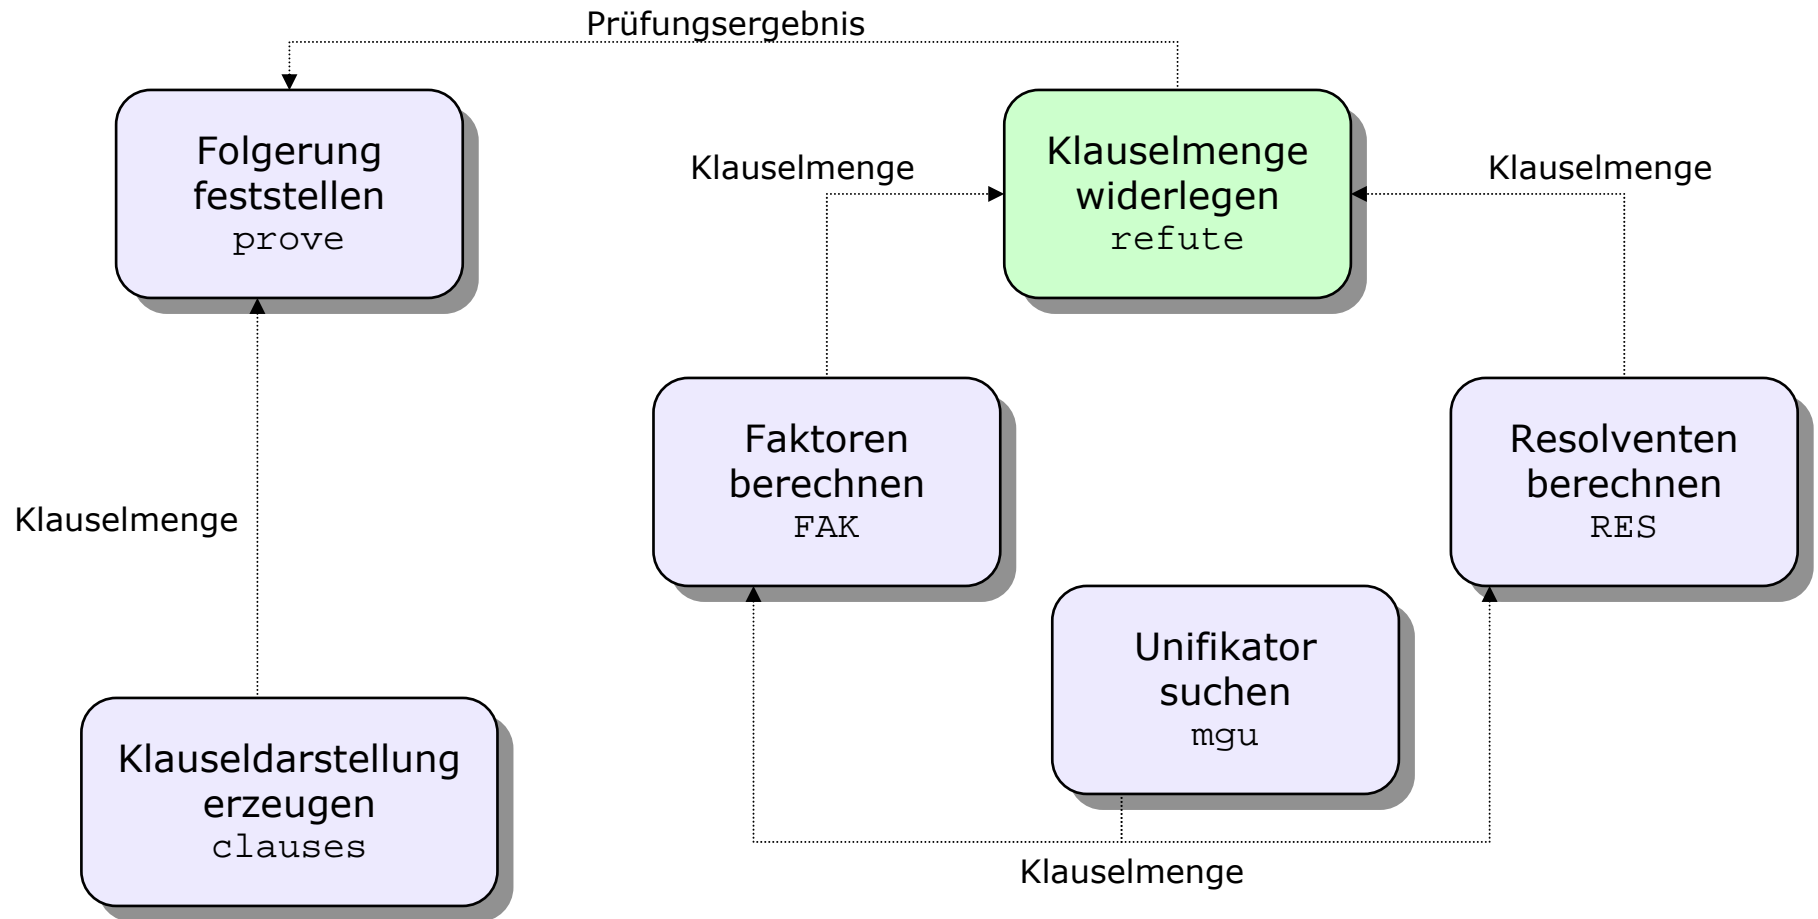 Prüfungsergebnis
Folgerung
feststellen
prove
Klauselmenge
Klauselmenge
widerlegen
refute
Klauselmenge
Faktoren
berechnen
FAK
Resolventen
berechnen
RES
Klauselmenge
Unifikator
suchen
mgu
Klauseldarstellung
erzeugen
clauses
Klauselmenge